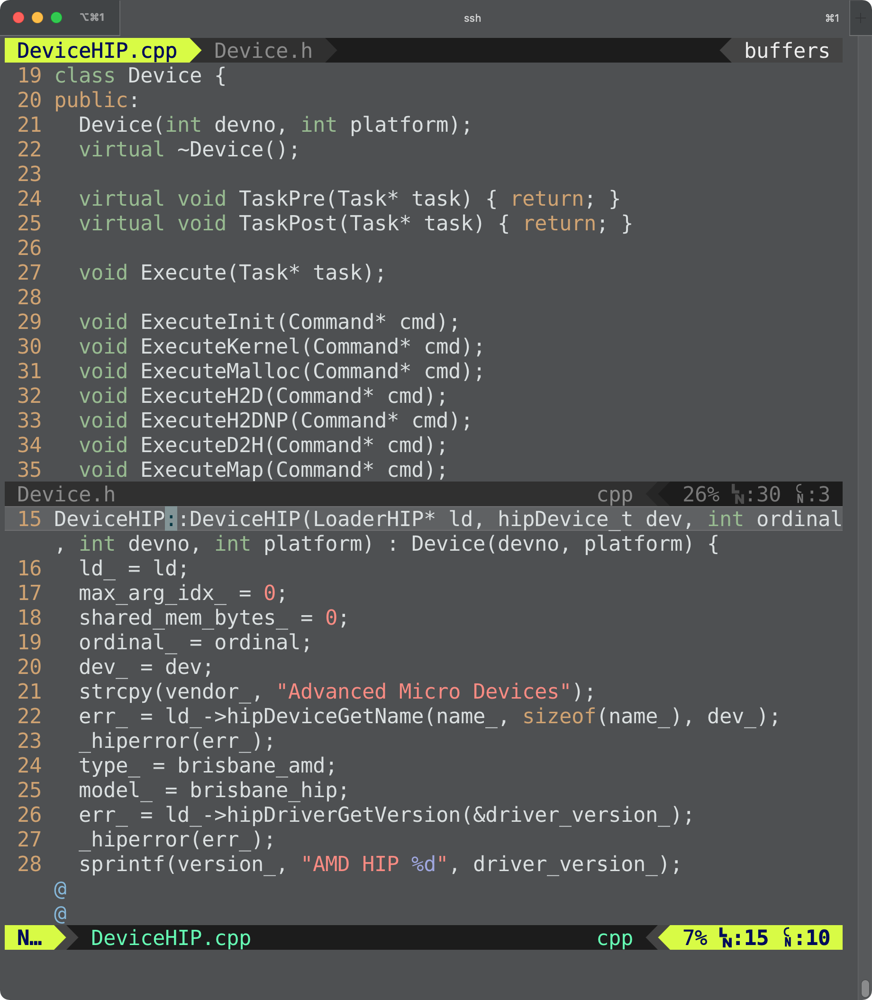 ⌥⌘1 ssh ⌘1 +
DeviceHIP.cpp Device.h buffers
19 class Device {
20 public:
21   Device(int devno, int platform);
22   virtual ~Device();
23
24   virtual void TaskPre(Task* task) { return; }
25   virtual void TaskPost(Task* task) { return; }
26
27   void Execute(Task* task);
28
29   void ExecuteInit(Command* cmd);
30   void ExecuteKernel(Command* cmd);
31   void ExecuteMalloc(Command* cmd);
32   void ExecuteH2D(Command* cmd);
33   void ExecuteH2DNP(Command* cmd);
34   void ExecuteD2H(Command* cmd);
35   void ExecuteMap(Command* cmd);
Device.h cpp 26% LN:30 CN:3
15 DeviceHIP::DeviceHIP(LoaderHIP* ld, hipDevice_t dev, int ordinal
, int devno, int platform) : Device(devno, platform) {
16   ld_ = ld;
17   max_arg_idx_ = 0;
18   shared_mem_bytes_ = 0;
19   ordinal_ = ordinal;
20   dev_ = dev;
21   strcpy(vendor_, "Advanced Micro Devices");
22   err_ = ld_->hipDeviceGetName(name_, sizeof(name_), dev_);
23   _hiperror(err_);
24   type_ = brisbane_amd;
25   model_ = brisbane_hip;
26   err_ = ld_->hipDriverGetVersion(&driver_version_);
27   _hiperror(err_);
28   sprintf(version_, "AMD HIP %d", driver_version_);
@
@
N… DeviceHIP.cpp cpp 7% LN:15 CN:10